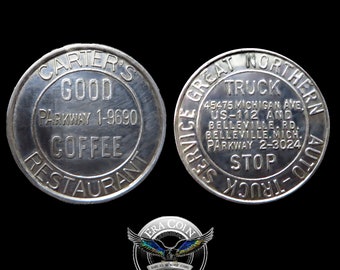 CARTER'S
GOOD
PARKWAY 1-9690
COFFEE
RESTAURANT
GREAT NORTHERN
AUTO-TRUCK SERVICE
TRUCK
45475 MICHIGAN AVE.
US-112 AND
BELLEVILLE, RD.
BELLEVILLE, MICH.
PARKWAY 2-3024
STOP
ERA COIN